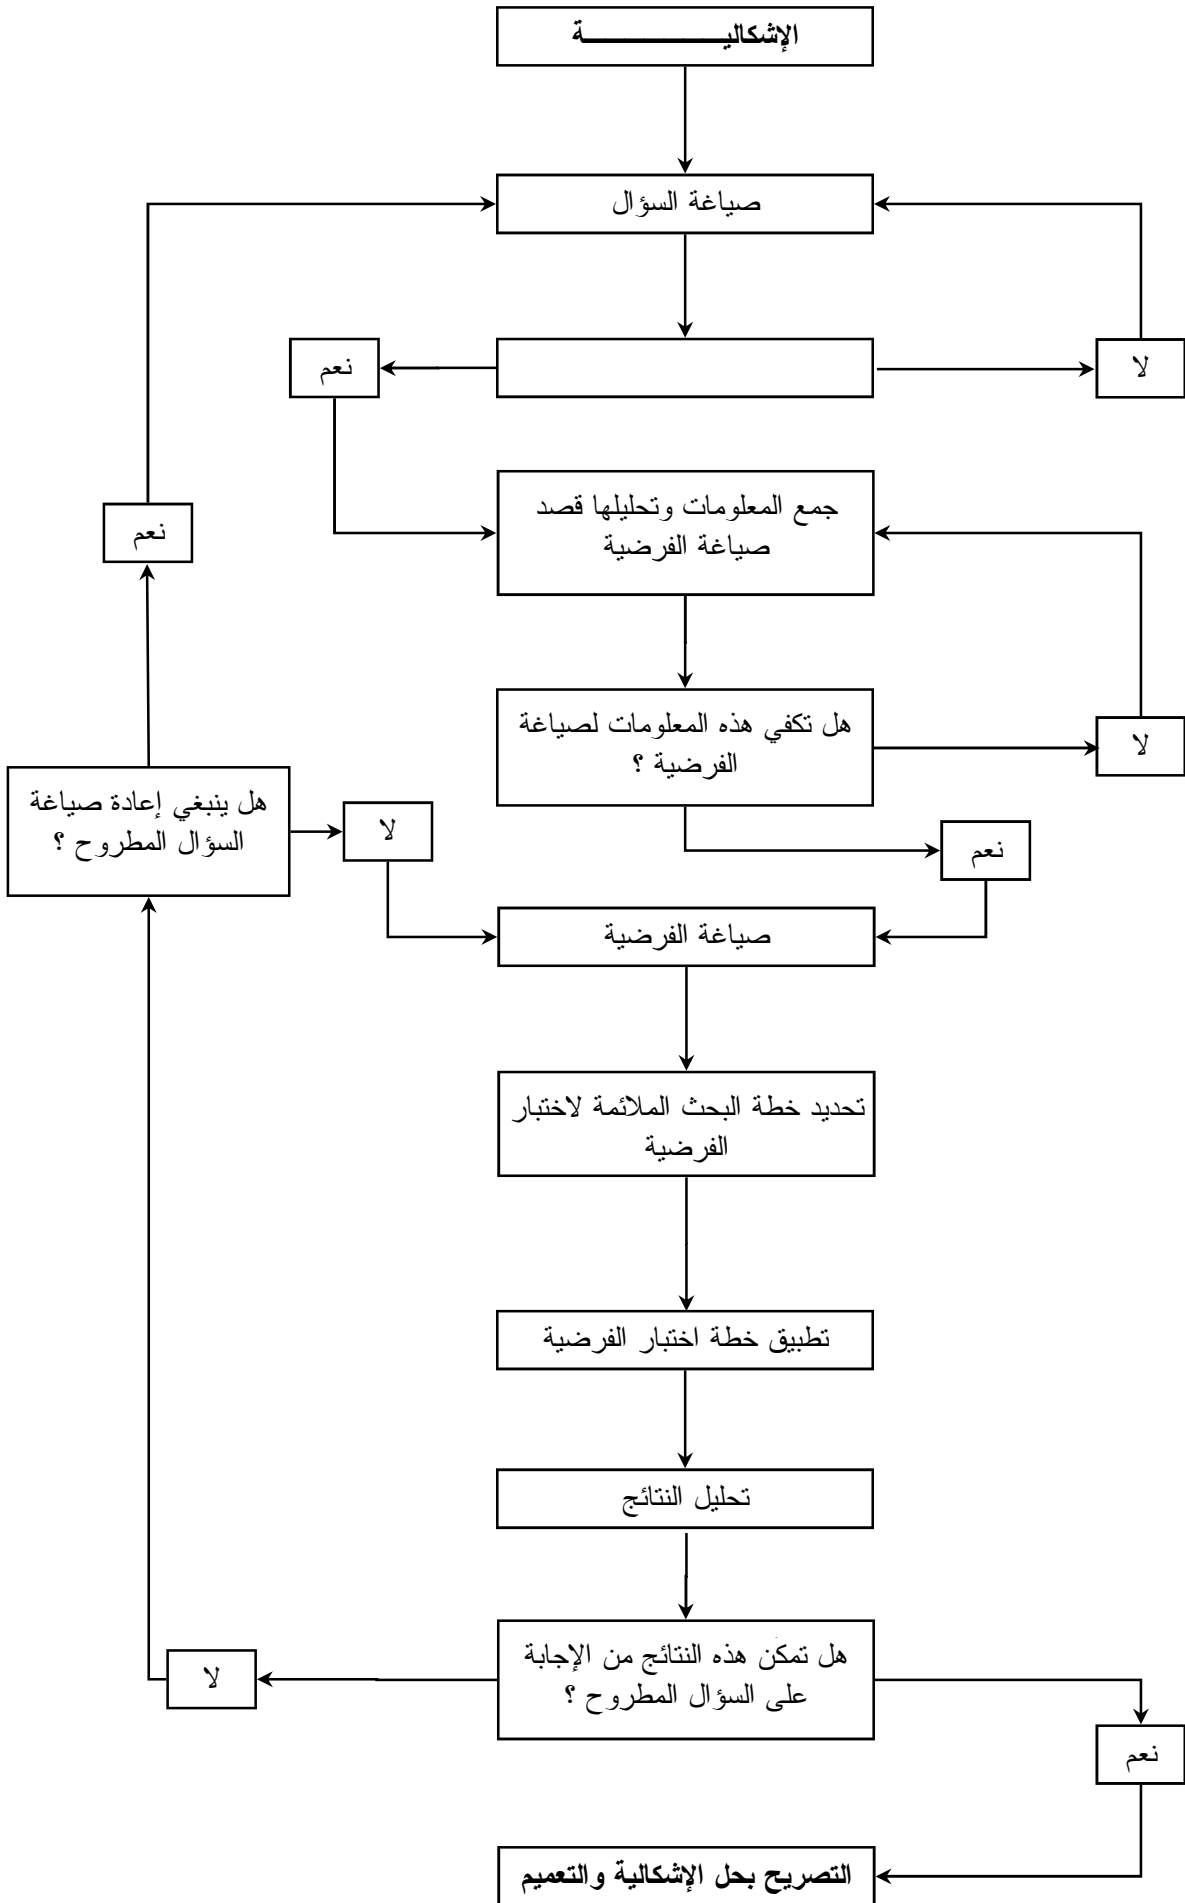 الإشكاليـــــــــــــــــة
صياغة السؤال
نعم
لا
جمع المعلومات وتحليلها قصد
صياغة الفرضية
نعم
هل تكفي هذه المعلومات لصياغة
الفرضية ؟
لا
هل ينبغي إعادة صياغة
السؤال المطروح ؟
لا
نعم
صياغة الفرضية
تحديد خطة البحث الملائمة لاختبار
الفرضية
تطبيق خطة اختبار الفرضية
تحليل النتائج
هل تمكّن هذه النتائج من الإجابة
على السؤال المطروح ؟
لا
نعم
التصريح بحل الإشكالية والتعميم